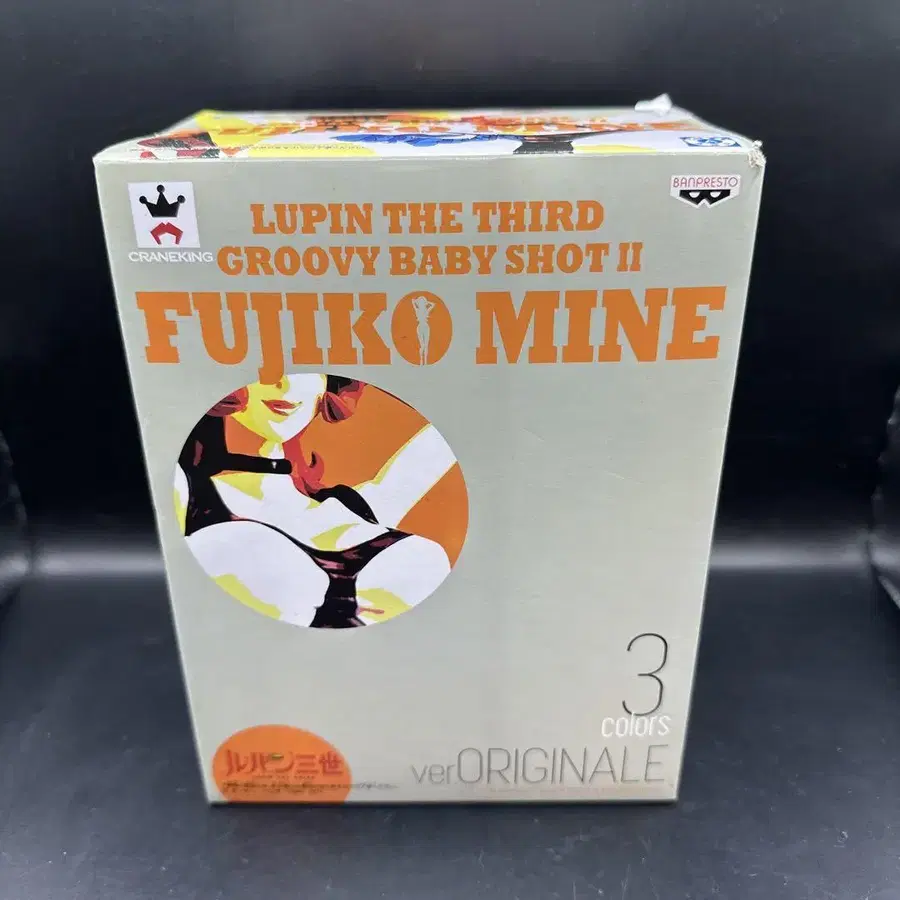 CRANEKING
BANPRESTO
LUPIN THE THIRD
GROOVY BABY SHOT II
FUJIKO MINE
3
colors
verORIGINALE
ルパン三世